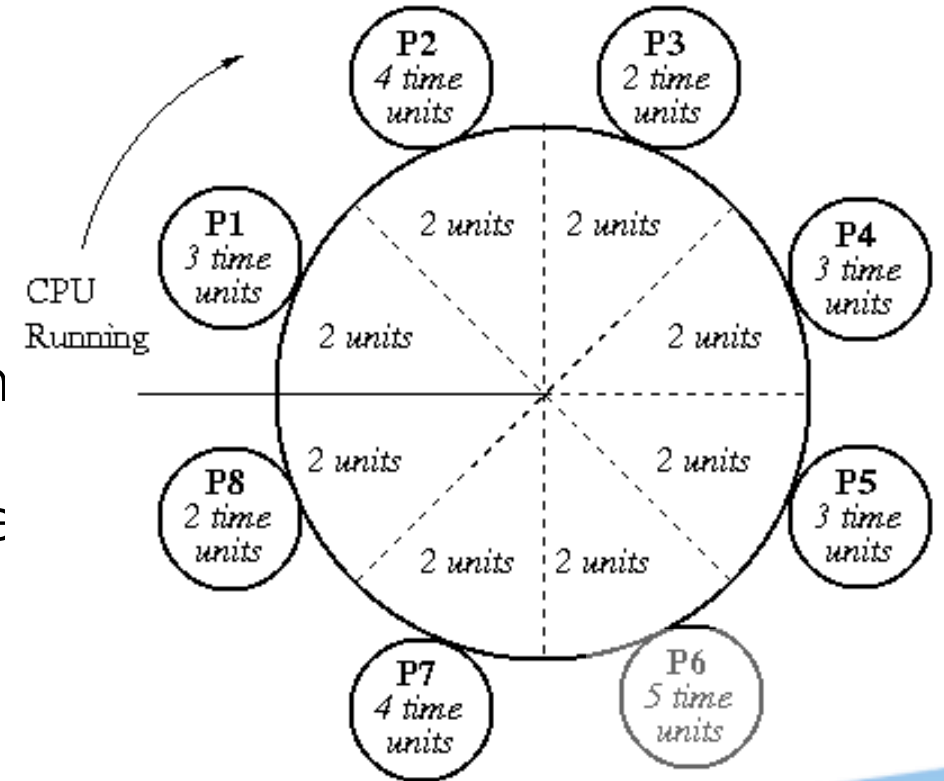 P2
4 time
units
P3
2 time
units
P1
3 time
units
2 units
2 units
P4
3 time
units
CPU
Running
2 units
2 units
2 units
2 units
P8
2 time
units
P5
3 time
units
2 units
2 units
P7
4 time
units
P6
5 time
units